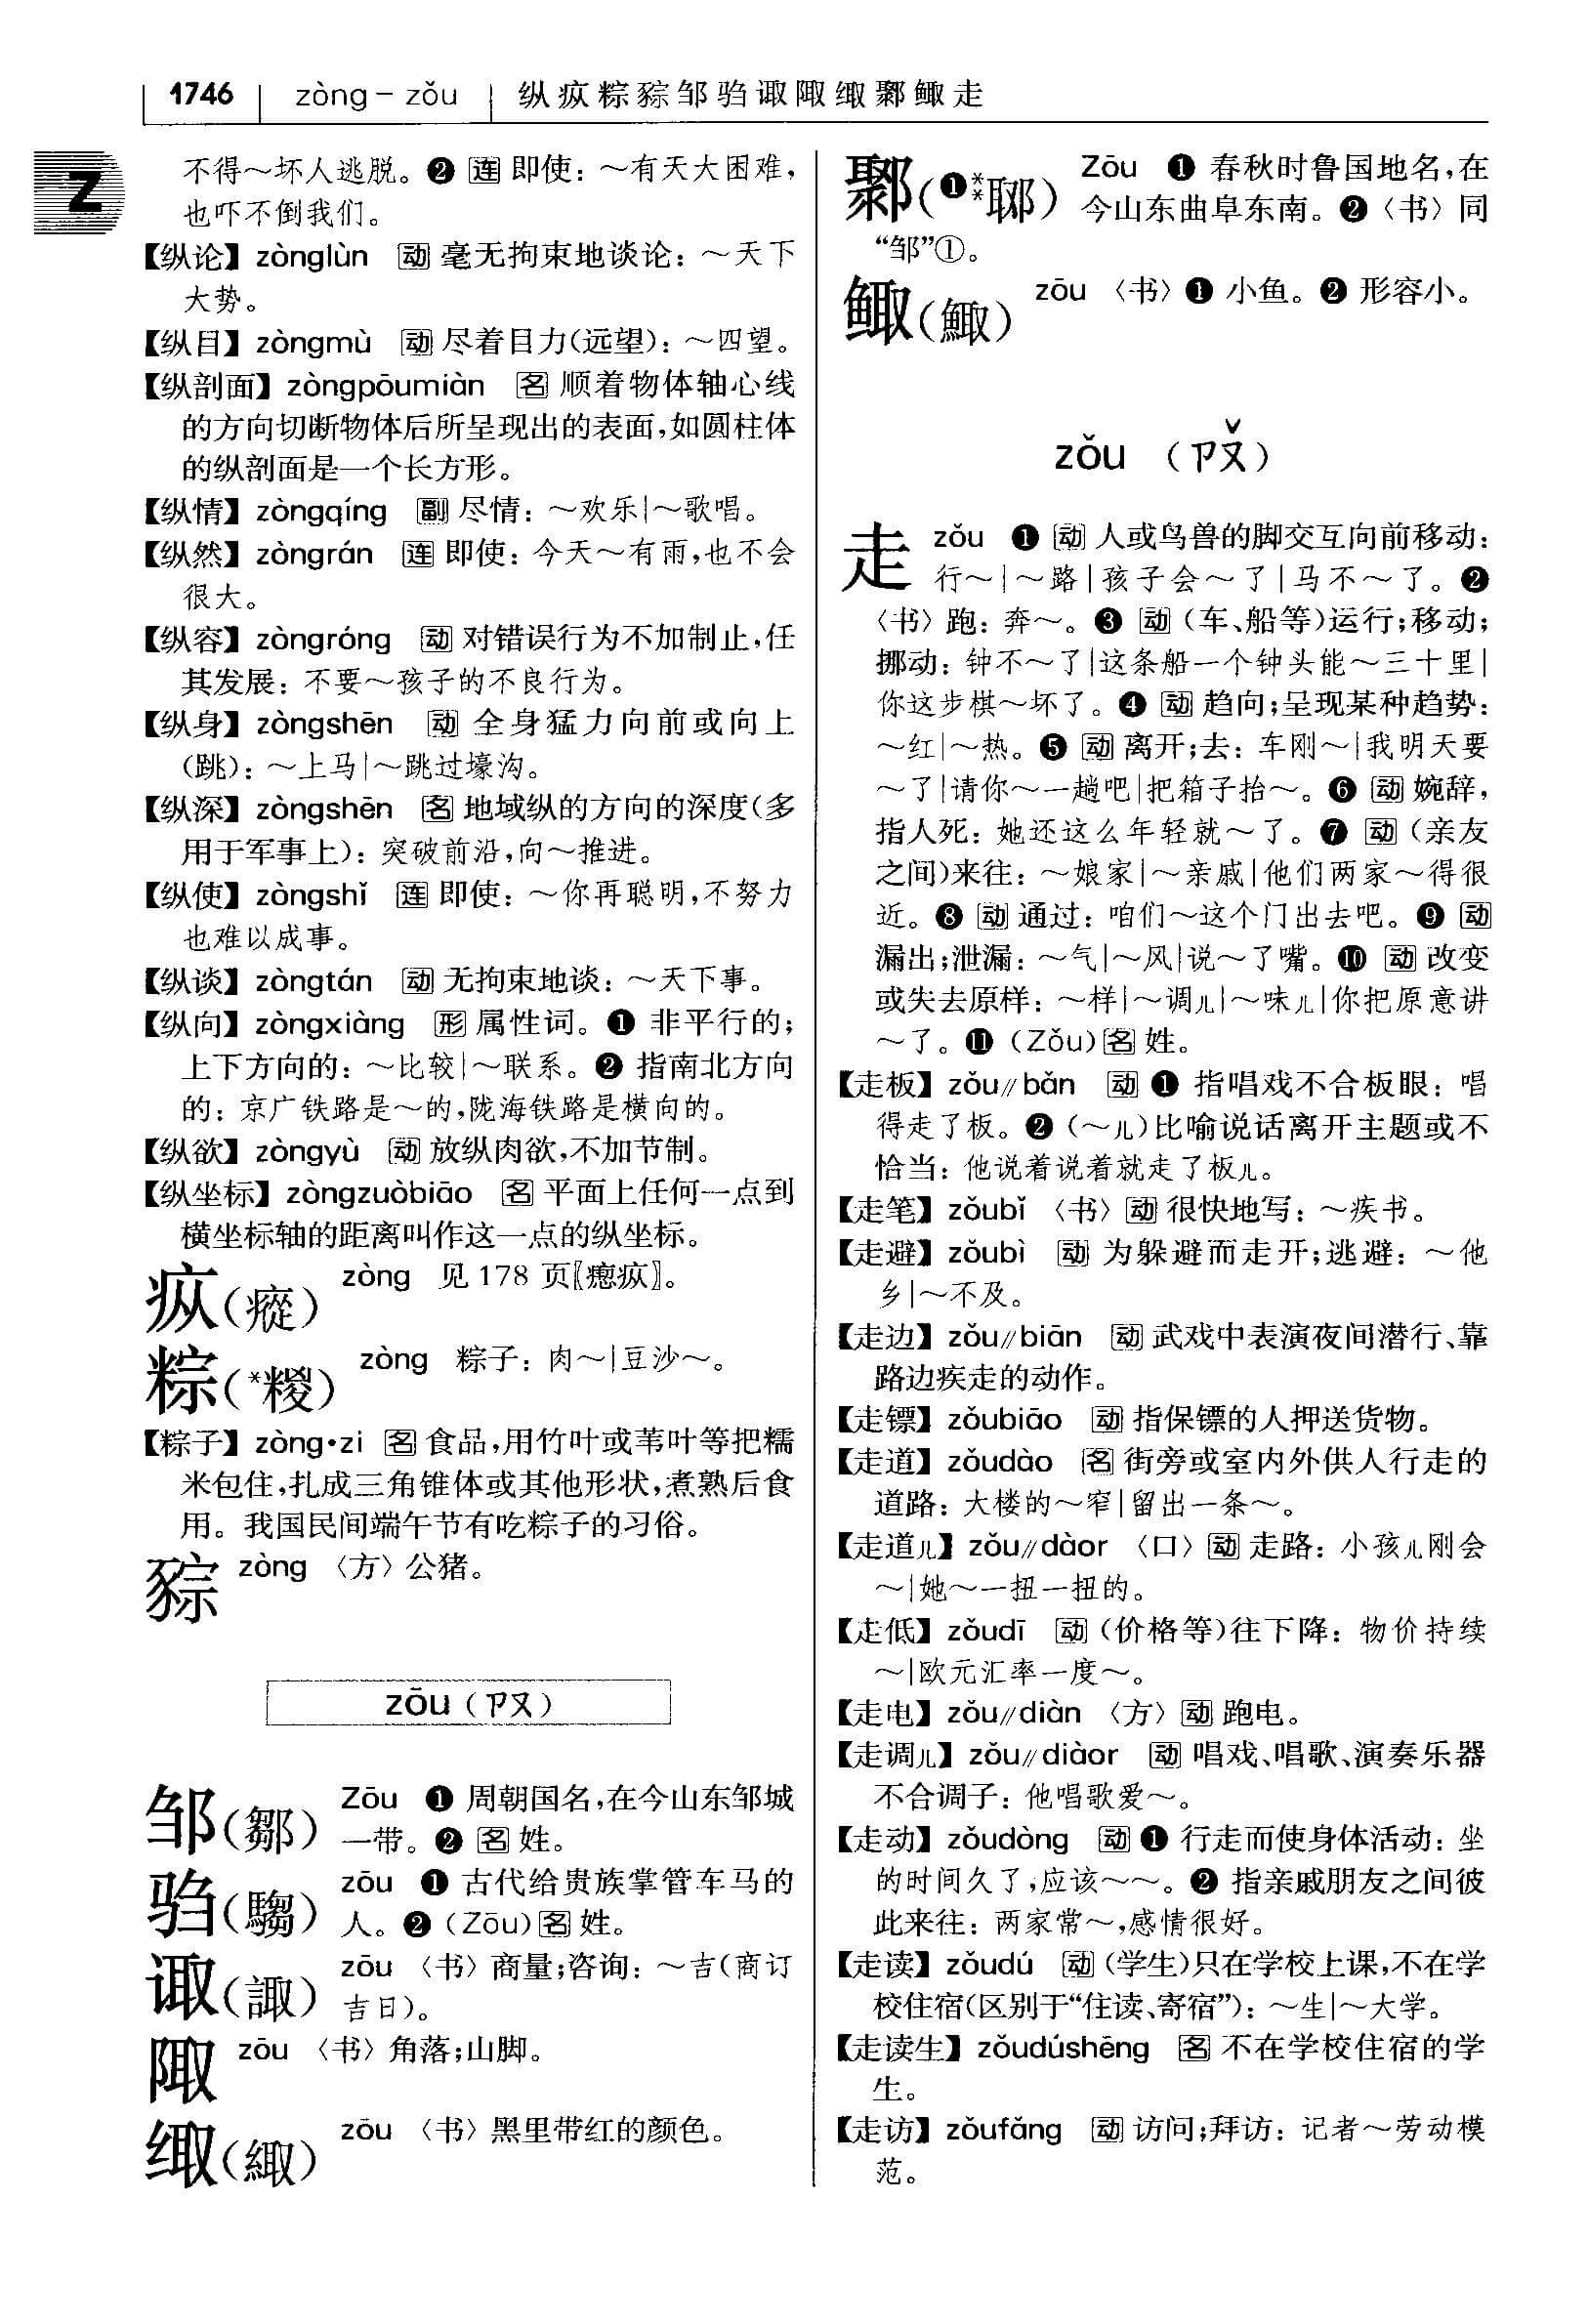 1746 zòng – zǒu 纵疭粽𬥺邹驺诹陬缁鄹鲰走
Z
不得～坏人逃脱。❷ 连 即使：～有天大困难，
也吓不倒我们。
【纵论】zònglùn 动 毫无拘束地谈论：～天下
大势。
【纵目】zòngmù 动 尽着目力(远望)：～四望。
【纵剖面】zòngpōumiàn 名 顺着物体轴心线
的方向切断物体后所呈现出的表面，如圆柱体
的纵剖面是一个长方形。
【纵情】zòngqíng 副 尽情：～欢乐|～歌唱。
【纵然】zòngrán 连 即使：今天～有雨，也不会
很大。
【纵容】zòngróng 动 对错误行为不加制止，任
其发展：不要～孩子的不良行为。
【纵身】zòngshēn 动 全身猛力向前或向上
(跳)：～上马|～跳过壕沟。
【纵深】zòngshēn 名 地域纵的方向的深度(多
用于军事上)：突破前沿，向～推进。
【纵使】zòngshǐ 连 即使：～你再聪明，不努力
也难以成事。
【纵谈】zòngtán 动 无拘束地谈：～天下事。
【纵向】zòngxiàng 形 属性词。❶ 非平行的；
上下方向的：～比较|～联系。❷ 指南北方向
的：京广铁路是～的，陇海铁路是横向的。
【纵欲】zòngyù 动 放纵肉欲，不加节制。
【纵坐标】zòngzuòbiāo 名 平面上任何一点到
横坐标轴的距离叫作这一点的纵坐标。
疭(瘲) zòng 见 178 页〖瘛疭〗。
粽(*糉) zòng 粽子：肉～|豆沙～。
【粽子】zòng•zi 名 食品，用竹叶或苇叶等把糯
米包住，扎成三角锥体或其他形状，煮熟后食
用。我国民间端午节有吃粽子的习俗。
𬥺 zòng 〈方〉公猪。
zōu (ㄗㄡ)
邹(鄒) Zōu ❶ 周朝国名，在今山东邹城
一带。❷ 名 姓。
驺(騶) zōu ❶ 古代给贵族掌管车马的
人。❷ (Zōu) 名 姓。
诹(諏) zōu 〈书〉商量；咨询：～吉(商订
吉日)。
陬 zōu 〈书〉角落；山脚。
𬘘(緅) zōu 〈书〉黑里带红的颜色。
鄹(❶**郰) Zōu ❶ 春秋时鲁国地名，在
今山东曲阜东南。❷〈书〉同
“邹”①。
鲰(鯫) zōu 〈书〉❶ 小鱼。❷ 形容小。
zǒu (ㄗㄡˇ)
走 zǒu ❶ 动 人或鸟兽的脚交互向前移动：
行～|～路|孩子会～了|马不～了。❷
〈书〉跑：奔～。❸ 动 (车、船等)运行；移动；
挪动：钟不～了|这条船一个钟头能～三十里|
你这步棋～坏了。❹ 动 趋向；呈现某种趋势：
～红|～热。❺ 动 离开；去：车刚～|我明天要
～了|请你～一趟吧|把箱子抬～。❻ 动 婉辞，
指人死：她还这么年轻就～了。❼ 动 (亲友
之间)来往：～娘家|～亲戚|他们两家～得很
近。❽ 动 通过：咱们～这个门出去吧。❾ 动
漏出；泄漏：～气|～风|说～了嘴。❿ 动 改变
或失去原样：～样|～调儿|～味儿|你把原意讲
～了。⓫ (Zǒu) 名 姓。
【走板】zǒu∥bǎn 动 ❶ 指唱戏不合板眼：唱
得走了板。❷ (～儿)比喻说话离开主题或不
恰当：他说着说着就走了板儿。
【走笔】zǒubǐ 〈书〉动 很快地写：～疾书。
【走避】zǒubì 动 为躲避而走开；逃避：～他
乡|～不及。
【走边】zǒu∥biān 动 武戏中表演夜间潜行、靠
路边疾走的动作。
【走镖】zǒubiāo 动 指保镖的人押送货物。
【走道】zǒudào 名 街旁或室内外供人行走的
道路：大楼的～窄|留出一条～。
【走道儿】zǒu∥dàor 〈口〉动 走路：小孩儿刚会
～|她～一扭一扭的。
【走低】zǒudī 动 (价格等)往下降：物价持续
～|欧元汇率一度～。
【走电】zǒu∥diàn 〈方〉动 跑电。
【走调儿】zǒu∥diàor 动 唱戏、唱歌、演奏乐器
不合调子：他唱歌爱～。
【走动】zǒudòng 动 ❶ 行走而使身体活动：坐
的时间久了，应该～～。❷ 指亲戚朋友之间彼
此来往：两家常～，感情很好。
【走读】zǒudú 动 (学生)只在学校上课，不在学
校住宿(区别于“住读、寄宿”)：～生|～大学。
【走读生】zǒudúshēng 名 不在学校住宿的学
生。
【走访】zǒufǎng 动 访问；拜访：记者～劳动模
范。